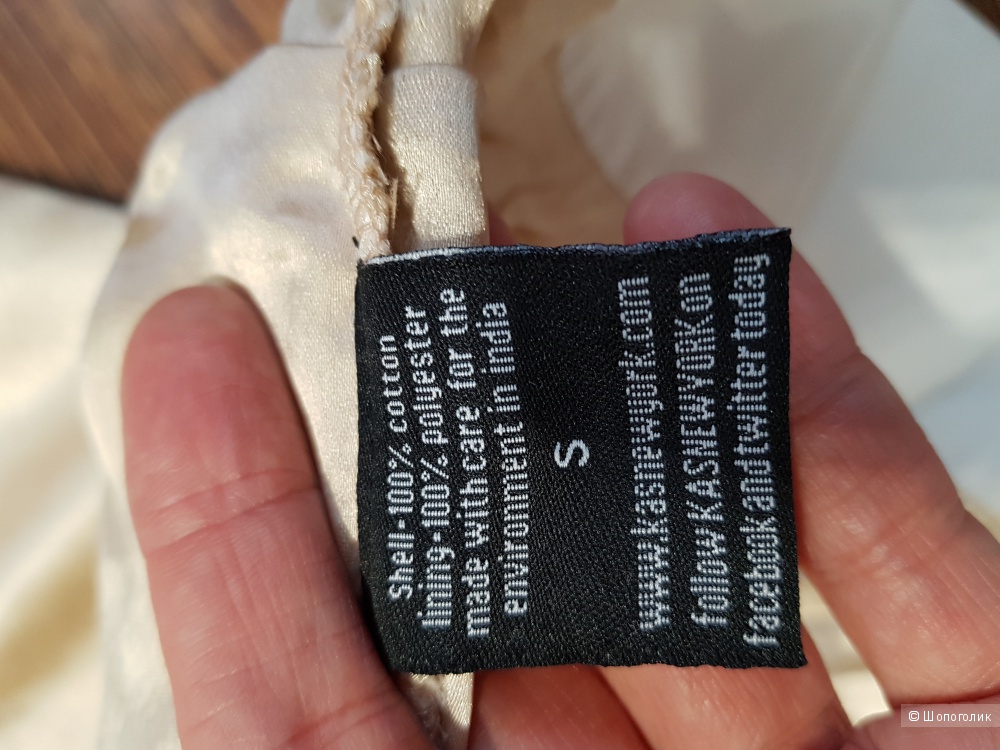 Shell-100% cotton
lining-100% polyester
made with care for the
environment in india
S
www.kasnewyork.com
follow KASNEWYORK on
facebook and twitter today
© Шопоголик